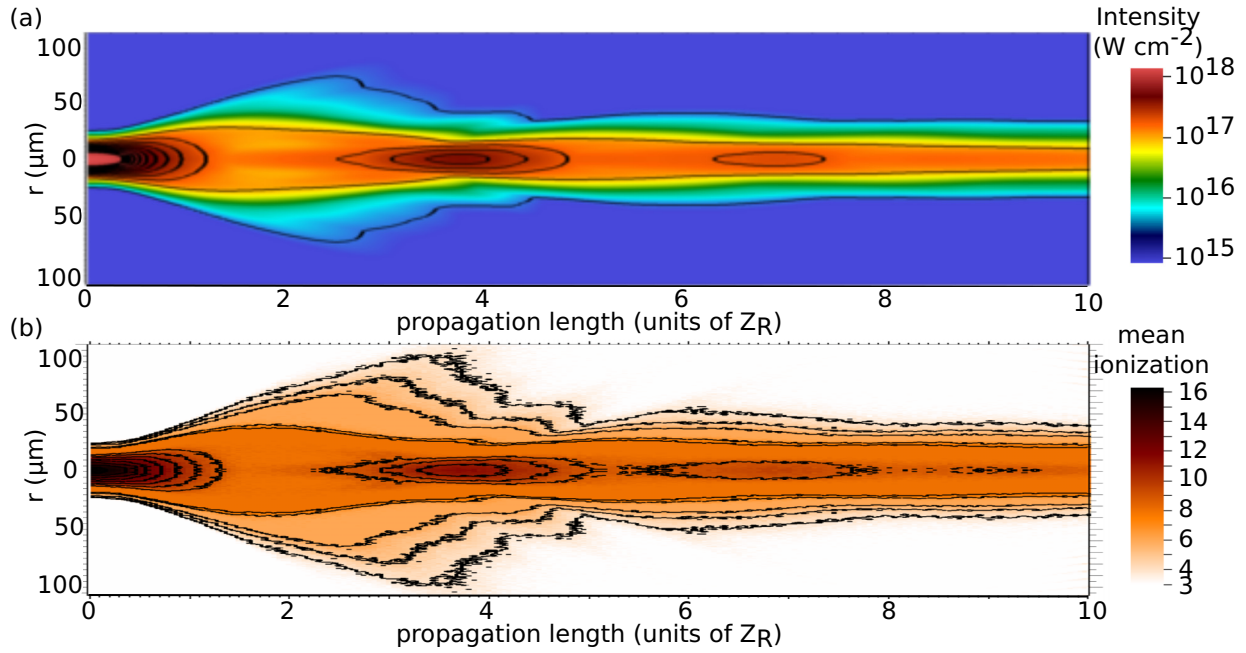 (a)
Intensity
(W cm-2)
100
50
0
50
100
r (µm)
10^18
10^17
10^16
10^15
0 2 4 6 8 10
propagation length (units of ZR)
(b)
mean
ionization
100
50
0
50
100
r (µm)
16
14
12
10
8
6
4
3
0 2 4 6 8 10
propagation length (units of ZR)